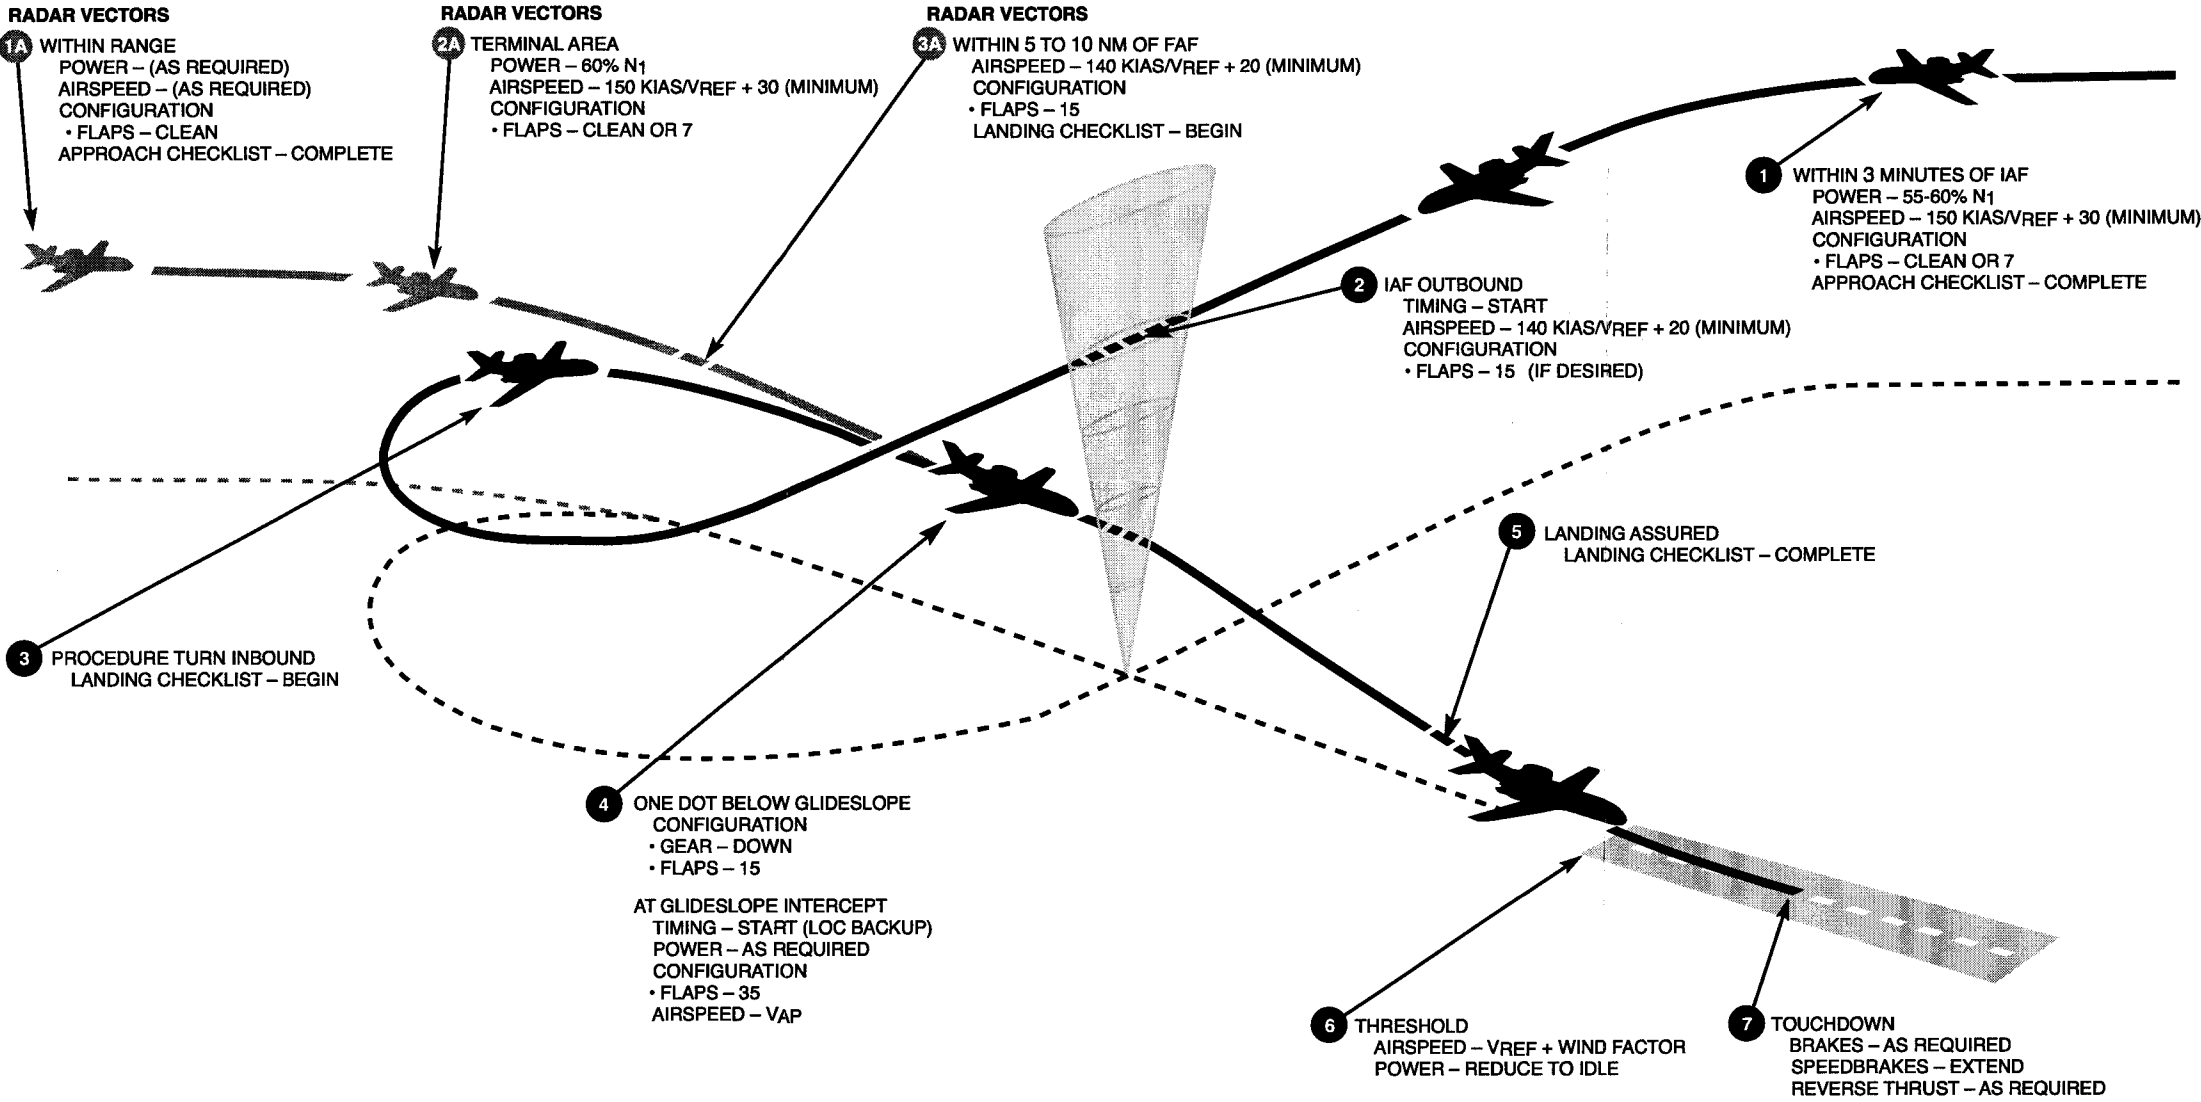 RADAR VECTORS
1A WITHIN RANGE
POWER – (AS REQUIRED)
AIRSPEED – (AS REQUIRED)
CONFIGURATION
• FLAPS – CLEAN
APPROACH CHECKLIST – COMPLETE
RADAR VECTORS
2A TERMINAL AREA
POWER – 60% N1
AIRSPEED – 150 KIAS/VREF + 30 (MINIMUM)
CONFIGURATION
• FLAPS – CLEAN OR 7
RADAR VECTORS
3A WITHIN 5 TO 10 NM OF FAF
AIRSPEED – 140 KIAS/VREF + 20 (MINIMUM)
CONFIGURATION
• FLAPS – 15
LANDING CHECKLIST – BEGIN
1 WITHIN 3 MINUTES OF IAF
POWER – 55-60% N1
AIRSPEED – 150 KIAS/VREF + 30 (MINIMUM)
CONFIGURATION
• FLAPS – CLEAN OR 7
APPROACH CHECKLIST – COMPLETE
2 IAF OUTBOUND
TIMING – START
AIRSPEED – 140 KIAS/VREF + 20 (MINIMUM)
CONFIGURATION
• FLAPS – 15 (IF DESIRED)
3 PROCEDURE TURN INBOUND
LANDING CHECKLIST – BEGIN
4 ONE DOT BELOW GLIDESLOPE
CONFIGURATION
• GEAR – DOWN
• FLAPS – 15
AT GLIDESLOPE INTERCEPT
TIMING – START (LOC BACKUP)
POWER – AS REQUIRED
CONFIGURATION
• FLAPS – 35
AIRSPEED – VAP
5 LANDING ASSURED
LANDING CHECKLIST – COMPLETE
6 THRESHOLD
AIRSPEED – VREF + WIND FACTOR
POWER – REDUCE TO IDLE
7 TOUCHDOWN
BRAKES – AS REQUIRED
SPEEDBRAKES – EXTEND
REVERSE THRUST – AS REQUIRED